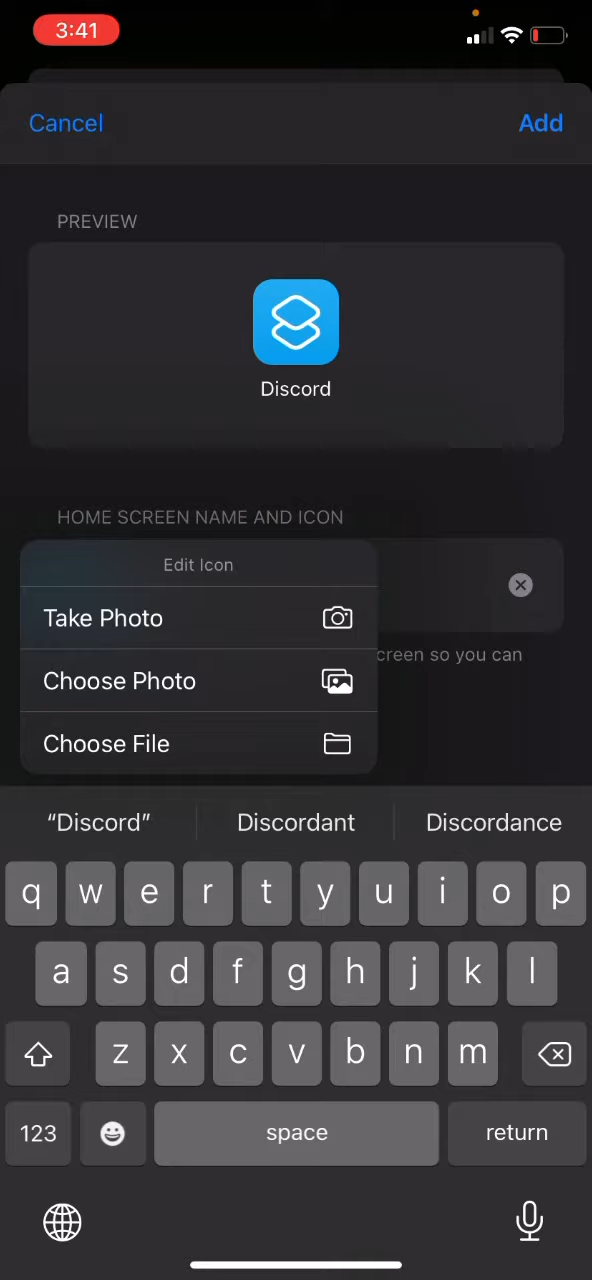 3:41
Cancel
Add
PREVIEW
Discord
HOME SCREEN NAME AND ICON
Edit Icon
Take Photo
creen so you can
Choose Photo
Choose File
“Discord”
Discordant
Discordance
q w e r t y u i o p
a s d f g h j k l
z x c v b n m
123
space
return